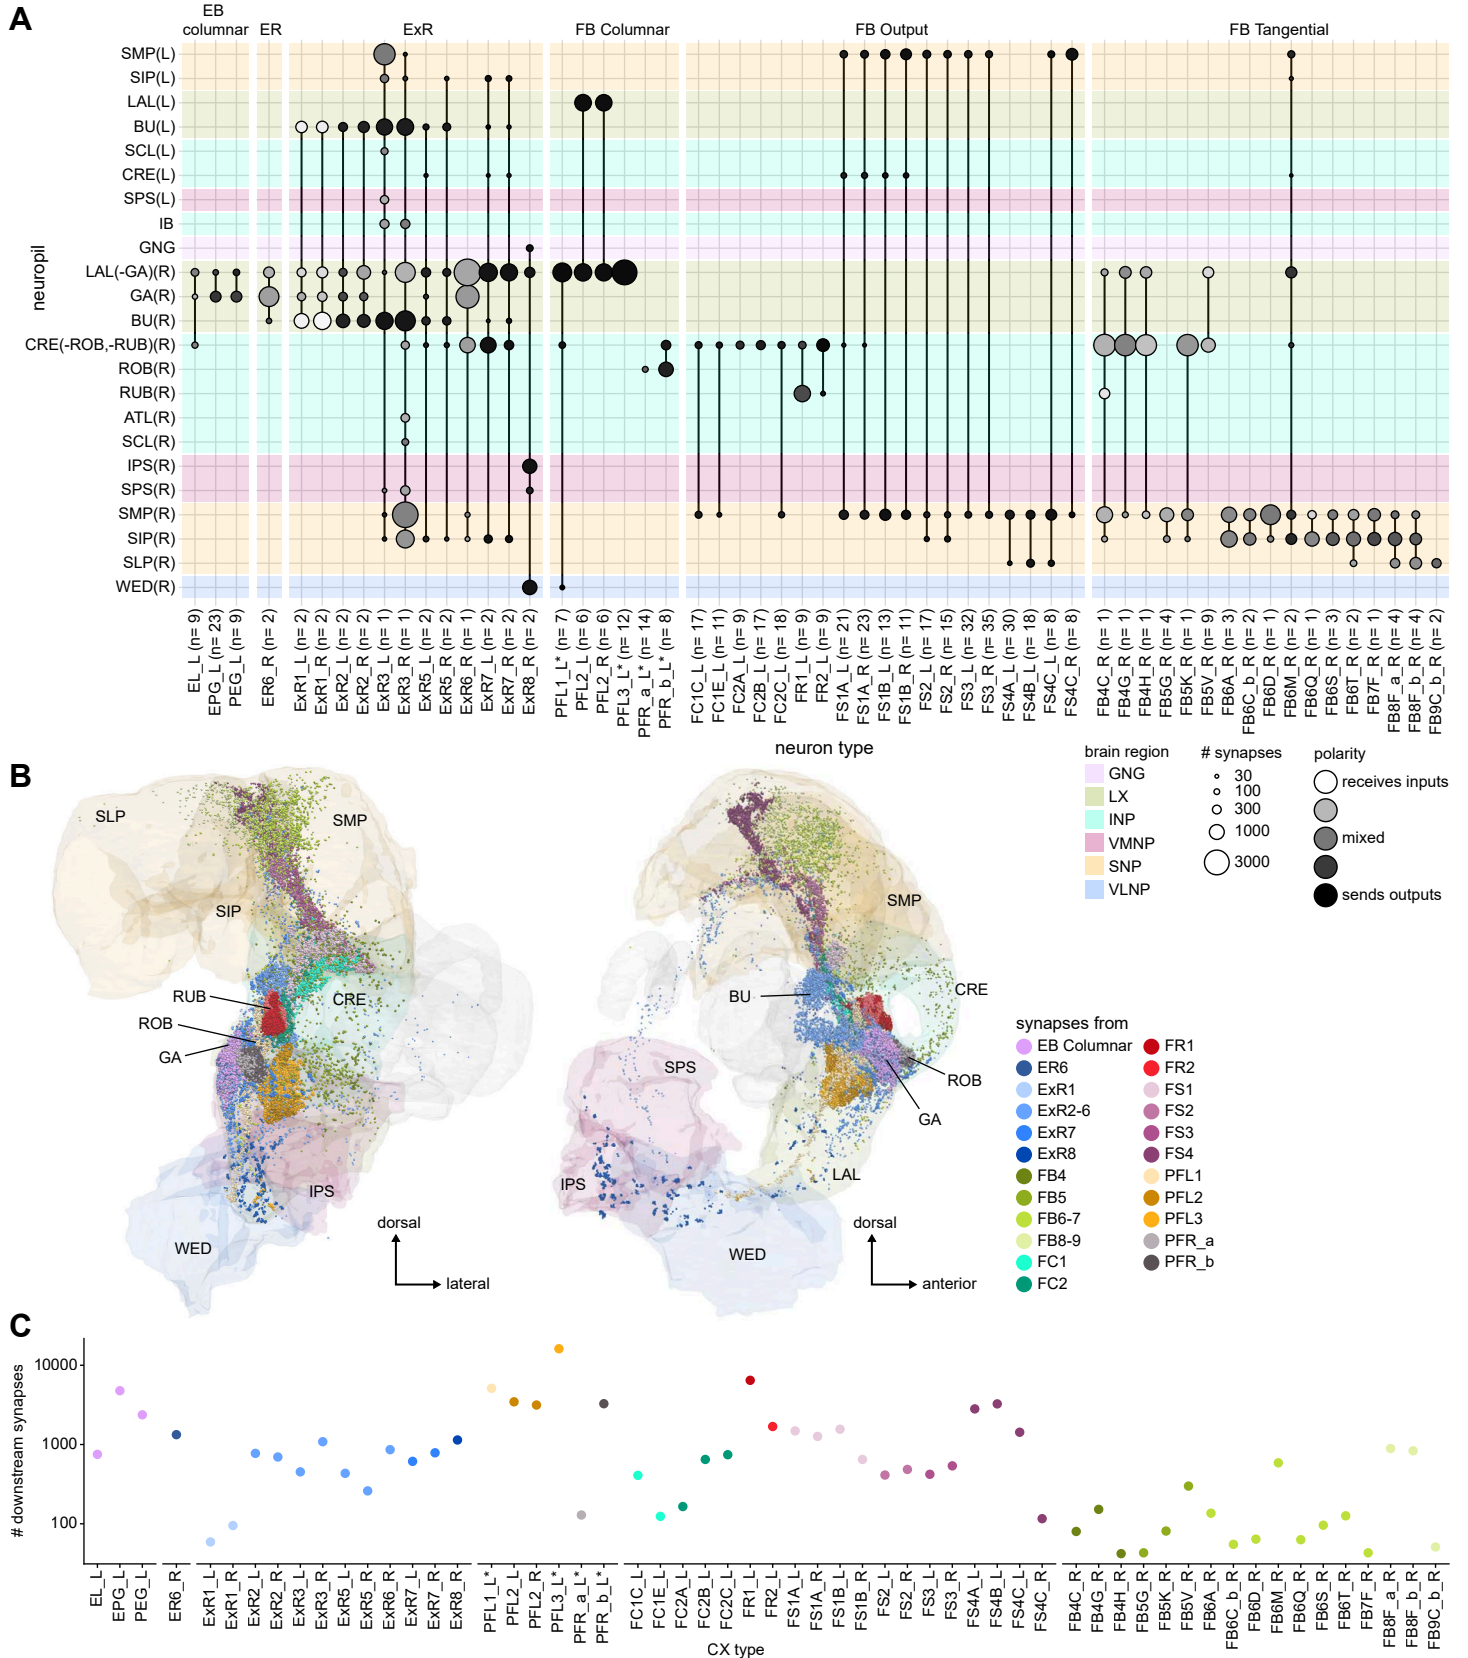 A
EB
columnar
ER
ExR
FB Columnar
FB Output
FB Tangential
neuropil
SMP(L)
SIP(L)
LAL(L)
BU(L)
SCL(L)
CRE(L)
SPS(L)
IB
GNG
LAL(-GA)(R)
GA(R)
BU(R)
CRE(-ROB,-RUB)(R)
ROB(R)
RUB(R)
ATL(R)
SCL(R)
IPS(R)
SPS(R)
SMP(R)
SIP(R)
SLP(R)
WED(R)
EL_L (n= 9)
EPG_L (n= 23)
PEG_L (n= 9)
ER6_R (n= 2)
ExR1_L (n= 2)
ExR1_R (n= 2)
ExR2_L (n= 2)
ExR2_R (n= 2)
ExR3_L (n= 1)
ExR3_R (n= 1)
ExR5_L (n= 2)
ExR5_R (n= 2)
ExR6_R (n= 1)
ExR7_L (n= 2)
ExR7_R (n= 2)
ExR8_R (n= 2)
PFL1_L* (n= 7)
PFL2_L (n= 6)
PFL2_R (n= 6)
PFL3_L* (n= 12)
PFR_a_L* (n= 14)
PFR_b_L* (n= 8)
FC1C_L (n= 17)
FC1E_L (n= 11)
FC2A_L (n= 9)
FC2B_L (n= 17)
FC2C_L (n= 18)
FR1_L (n= 9)
FR2_L (n= 9)
FS1A_L (n= 21)
FS1A_R (n= 23)
FS1B_L (n= 13)
FS1B_R (n= 11)
FS2_L (n= 17)
FS2_R (n= 15)
FS3_L (n= 32)
FS3_R (n= 35)
FS4A_L (n= 30)
FS4B_L (n= 18)
FS4C_L (n= 8)
FS4C_R (n= 8)
FB4C_R (n= 1)
FB4G_R (n= 1)
FB4H_R (n= 1)
FB5G_R (n= 4)
FB5K_R (n= 1)
FB5V_R (n= 9)
FB6A_R (n= 3)
FB6C_b_R (n= 2)
FB6D_R (n= 1)
FB6M_R (n= 2)
FB6Q_R (n= 1)
FB6S_R (n= 3)
FB6T_R (n= 2)
FB7F_R (n= 1)
FB8F_a_R (n= 4)
FB8F_b_R (n= 4)
FB9C_b_R (n= 2)
neuron type
brain region
GNG
LX
INP
VMNP
SNP
VLNP
# synapses
30
100
300
1000
3000
polarity
receives inputs
mixed
sends outputs
B
SLP
SMP
SIP
RUB
CRE
ROB
GA
IPS
WED
dorsal
lateral
SMP
BU
CRE
SPS
ROB
GA
IPS
LAL
WED
dorsal
anterior
synapses from
EB Columnar
ER6
ExR1
ExR2-6
ExR7
ExR8
FB4
FB5
FB6-7
FB8-9
FC1
FC2
FR1
FR2
FS1
FS2
FS3
FS4
PFL1
PFL2
PFL3
PFR_a
PFR_b
C
# downstream synapses
10000
1000
100
EL_L
EPG_L
PEG_L
ER6_R
ExR1_L
ExR1_R
ExR2_L
ExR2_R
ExR3_L
ExR3_R
ExR5_L
ExR5_R
ExR6_R
ExR7_L
ExR7_R
ExR8_R
PFL1_L*
PFL2_L
PFL2_R
PFL3_L*
PFR_a_L*
PFR_b_L*
FC1C_L
FC1E_L
FC2A_L
FC2B_L
FC2C_L
FR1_L
FR2_L
FS1A_L
FS1A_R
FS1B_L
FS1B_R
FS2_L
FS2_R
FS3_L
FS3_R
FS4A_L
FS4B_L
FS4C_L
FS4C_R
FB4C_R
FB4G_R
FB4H_R
FB5G_R
FB5K_R
FB5V_R
FB6A_R
FB6C_b_R
FB6D_R
FB6M_R
FB6Q_R
FB6S_R
FB6T_R
FB7F_R
FB8F_a_R
FB8F_b_R
FB9C_b_R
CX type